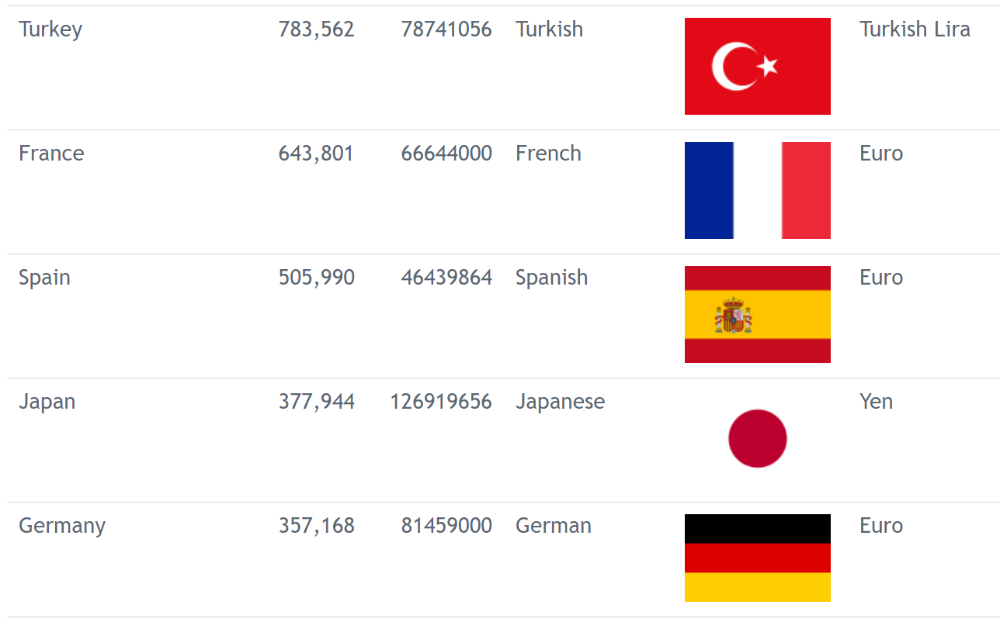 Turkey 783,562 78741056 Turkish Turkish Lira
France 643,801 66644000 French Euro
Spain 505,990 46439864 Spanish Euro
Japan 377,944 126919656 Japanese Yen
Germany 357,168 81459000 German Euro